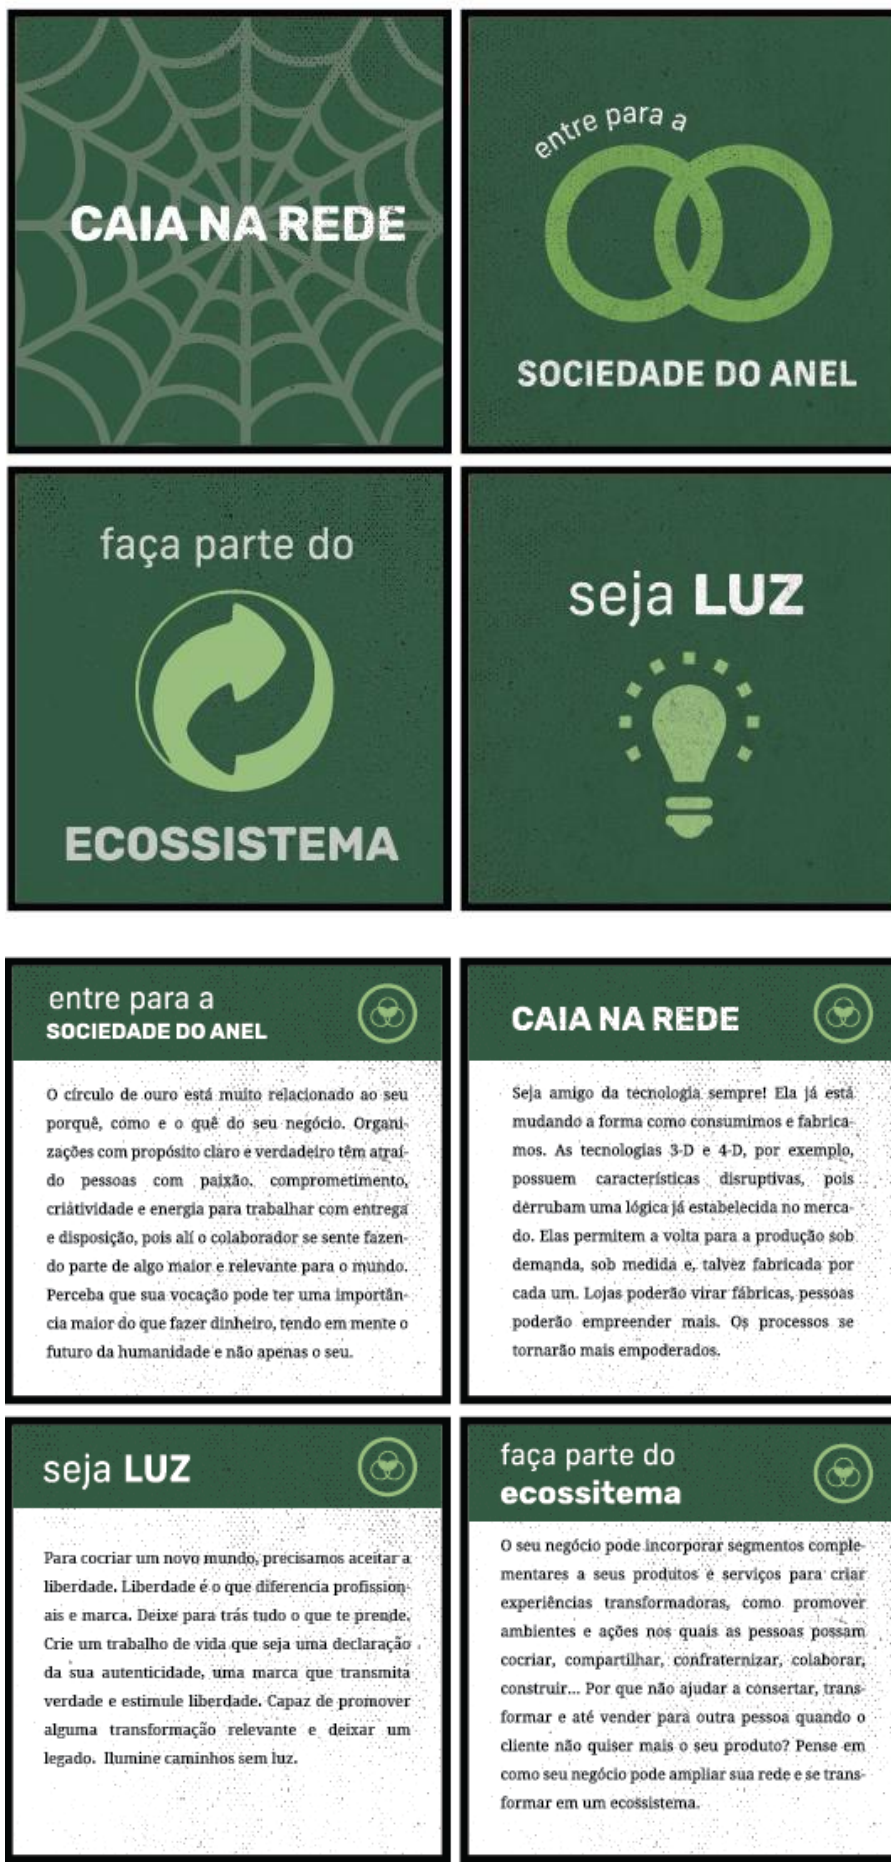 CAIA NA REDE
entre para a
SOCIEDADE DO ANEL
faça parte do
ECOSSISTEMA
seja LUZ
entre para a
SOCIEDADE DO ANEL
O círculo de ouro está muito relacionado ao seu
porquê, como e o quê do seu negócio. Organi-
zações com propósito claro e verdadeiro têm atraí-
do pessoas com paixão. comprometimento,
criatividade e energia para trabalhar com entrega
e disposição, pois alí o colaborador se sente fazen-
do parte de algo maior e relevante para o mundo.
Perceba que sua vocação pode ter uma importân-
cia maior do que fazer dinheiro, tendo em mente o
futuro da humanidade e não apenas o seu.
CAIA NA REDE
Seja amigo da tecnologia sempre! Ela já está
mudando a forma como consumimos e fabrica-
mos. As tecnologias 3-D e 4-D, por exemplo,
possuem características disruptivas, pois
derrubam uma lógica já estabelecida no merca-
do. Elas permitem a volta para a produção sob
demanda, sob medida e, talvez fabricada por
cada um. Lojas poderão virar fábricas, pessoas
poderão empreender mais. Os processos se
tornarão mais empoderados.
seja LUZ
Para cocriar um novo mundo, precisamos aceitar a
liberdade. Liberdade é o que diferencia profission-
ais e marca. Deixe para trás tudo o que te prende.
Crie um trabalho de vida que seja uma declaração
da sua autenticidade, uma marca que transmita
verdade e estimule liberdade. Capaz de promover
alguma transformação relevante e deixar um
legado. Ilumine caminhos sem luz.
faça parte do
ecossitema
O seu negócio pode incorporar segmentos comple-
mentares a seus produtos e serviços para criar
experiências transformadoras, como promover
ambientes e ações nos quais as pessoas possam
cocriar, compartilhar, confraternizar, colaborar,
construir... Por que não ajudar a consertar, trans-
formar e até vender para outra pessoa quando o
cliente não quiser mais o seu produto? Pense em
como seu negócio pode ampliar sua rede e se trans-
formar em um ecossistema.